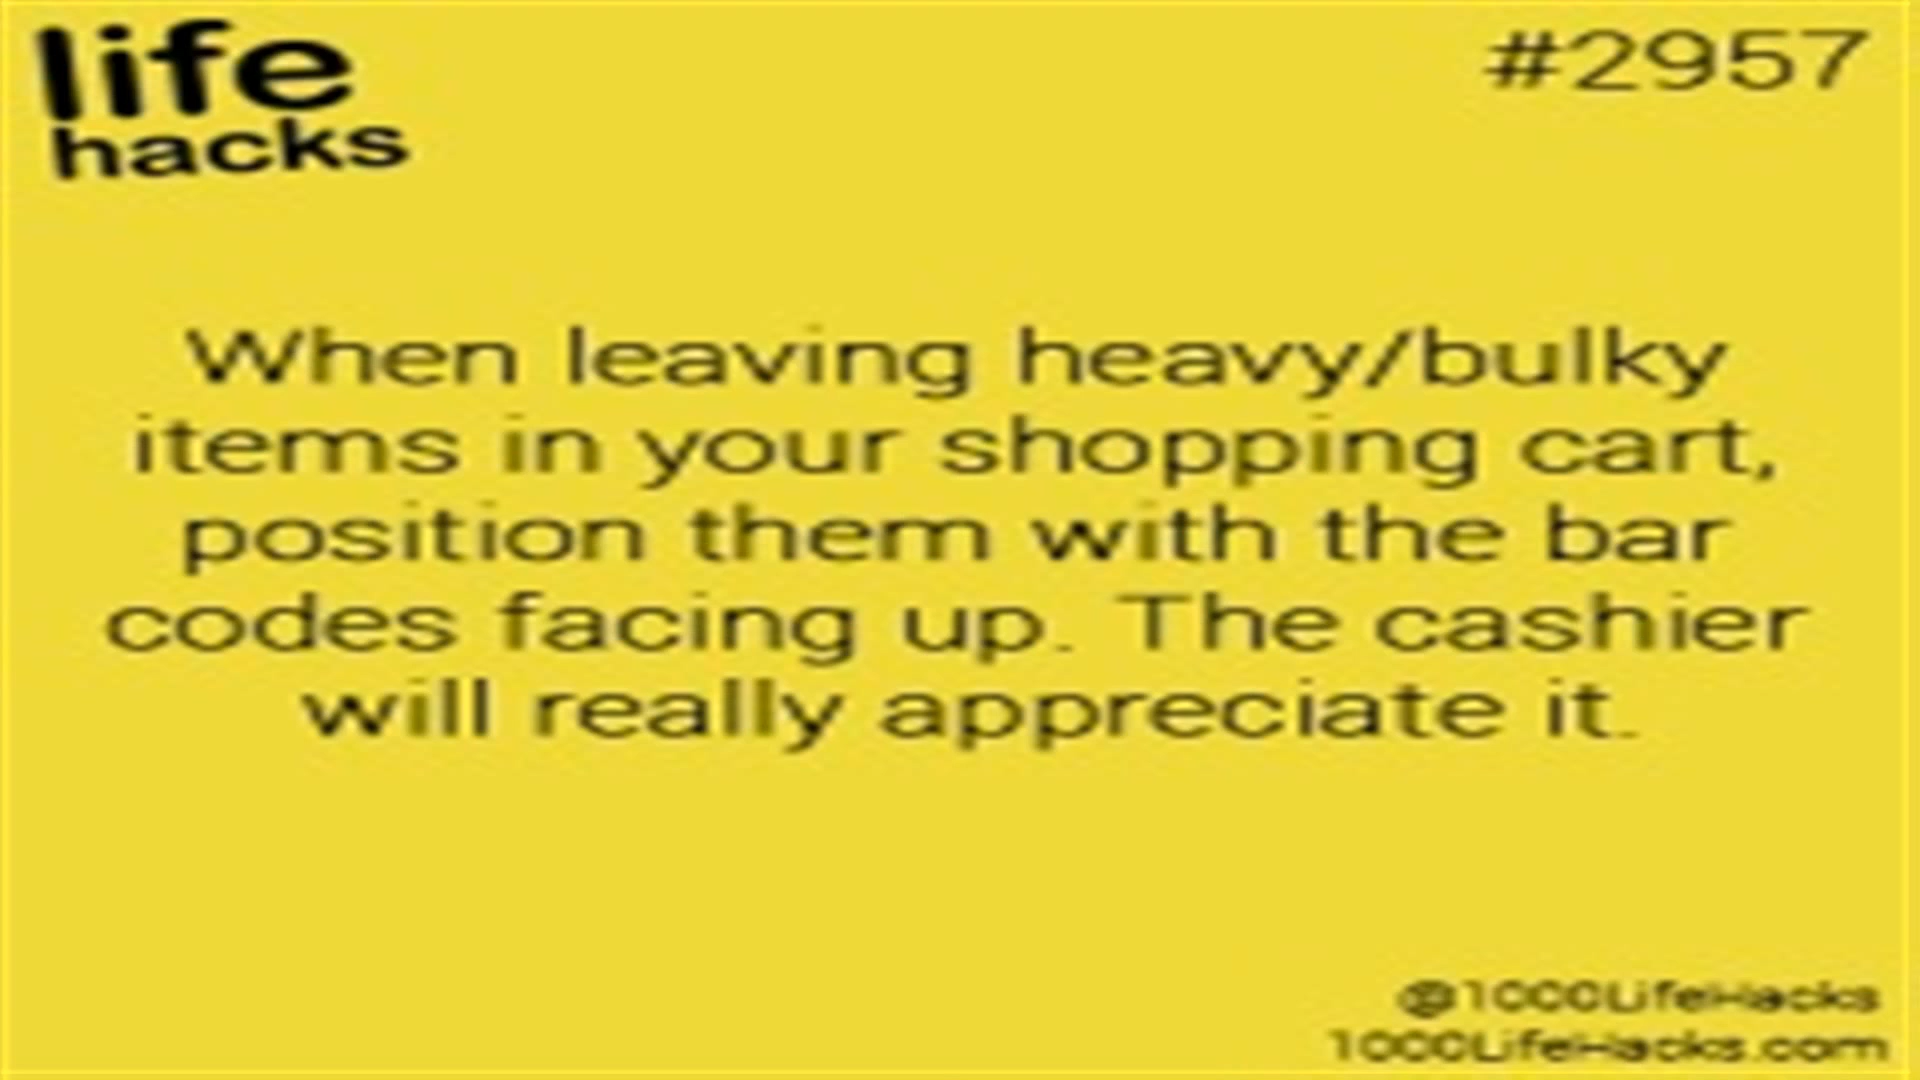 life
hacks
#2957
When leaving heavy/bulky
items in your shopping cart,
position them with the bar
codes facing up. The cashier
will really appreciate it.
@1000LifeHacks
1000LifeHacks.com